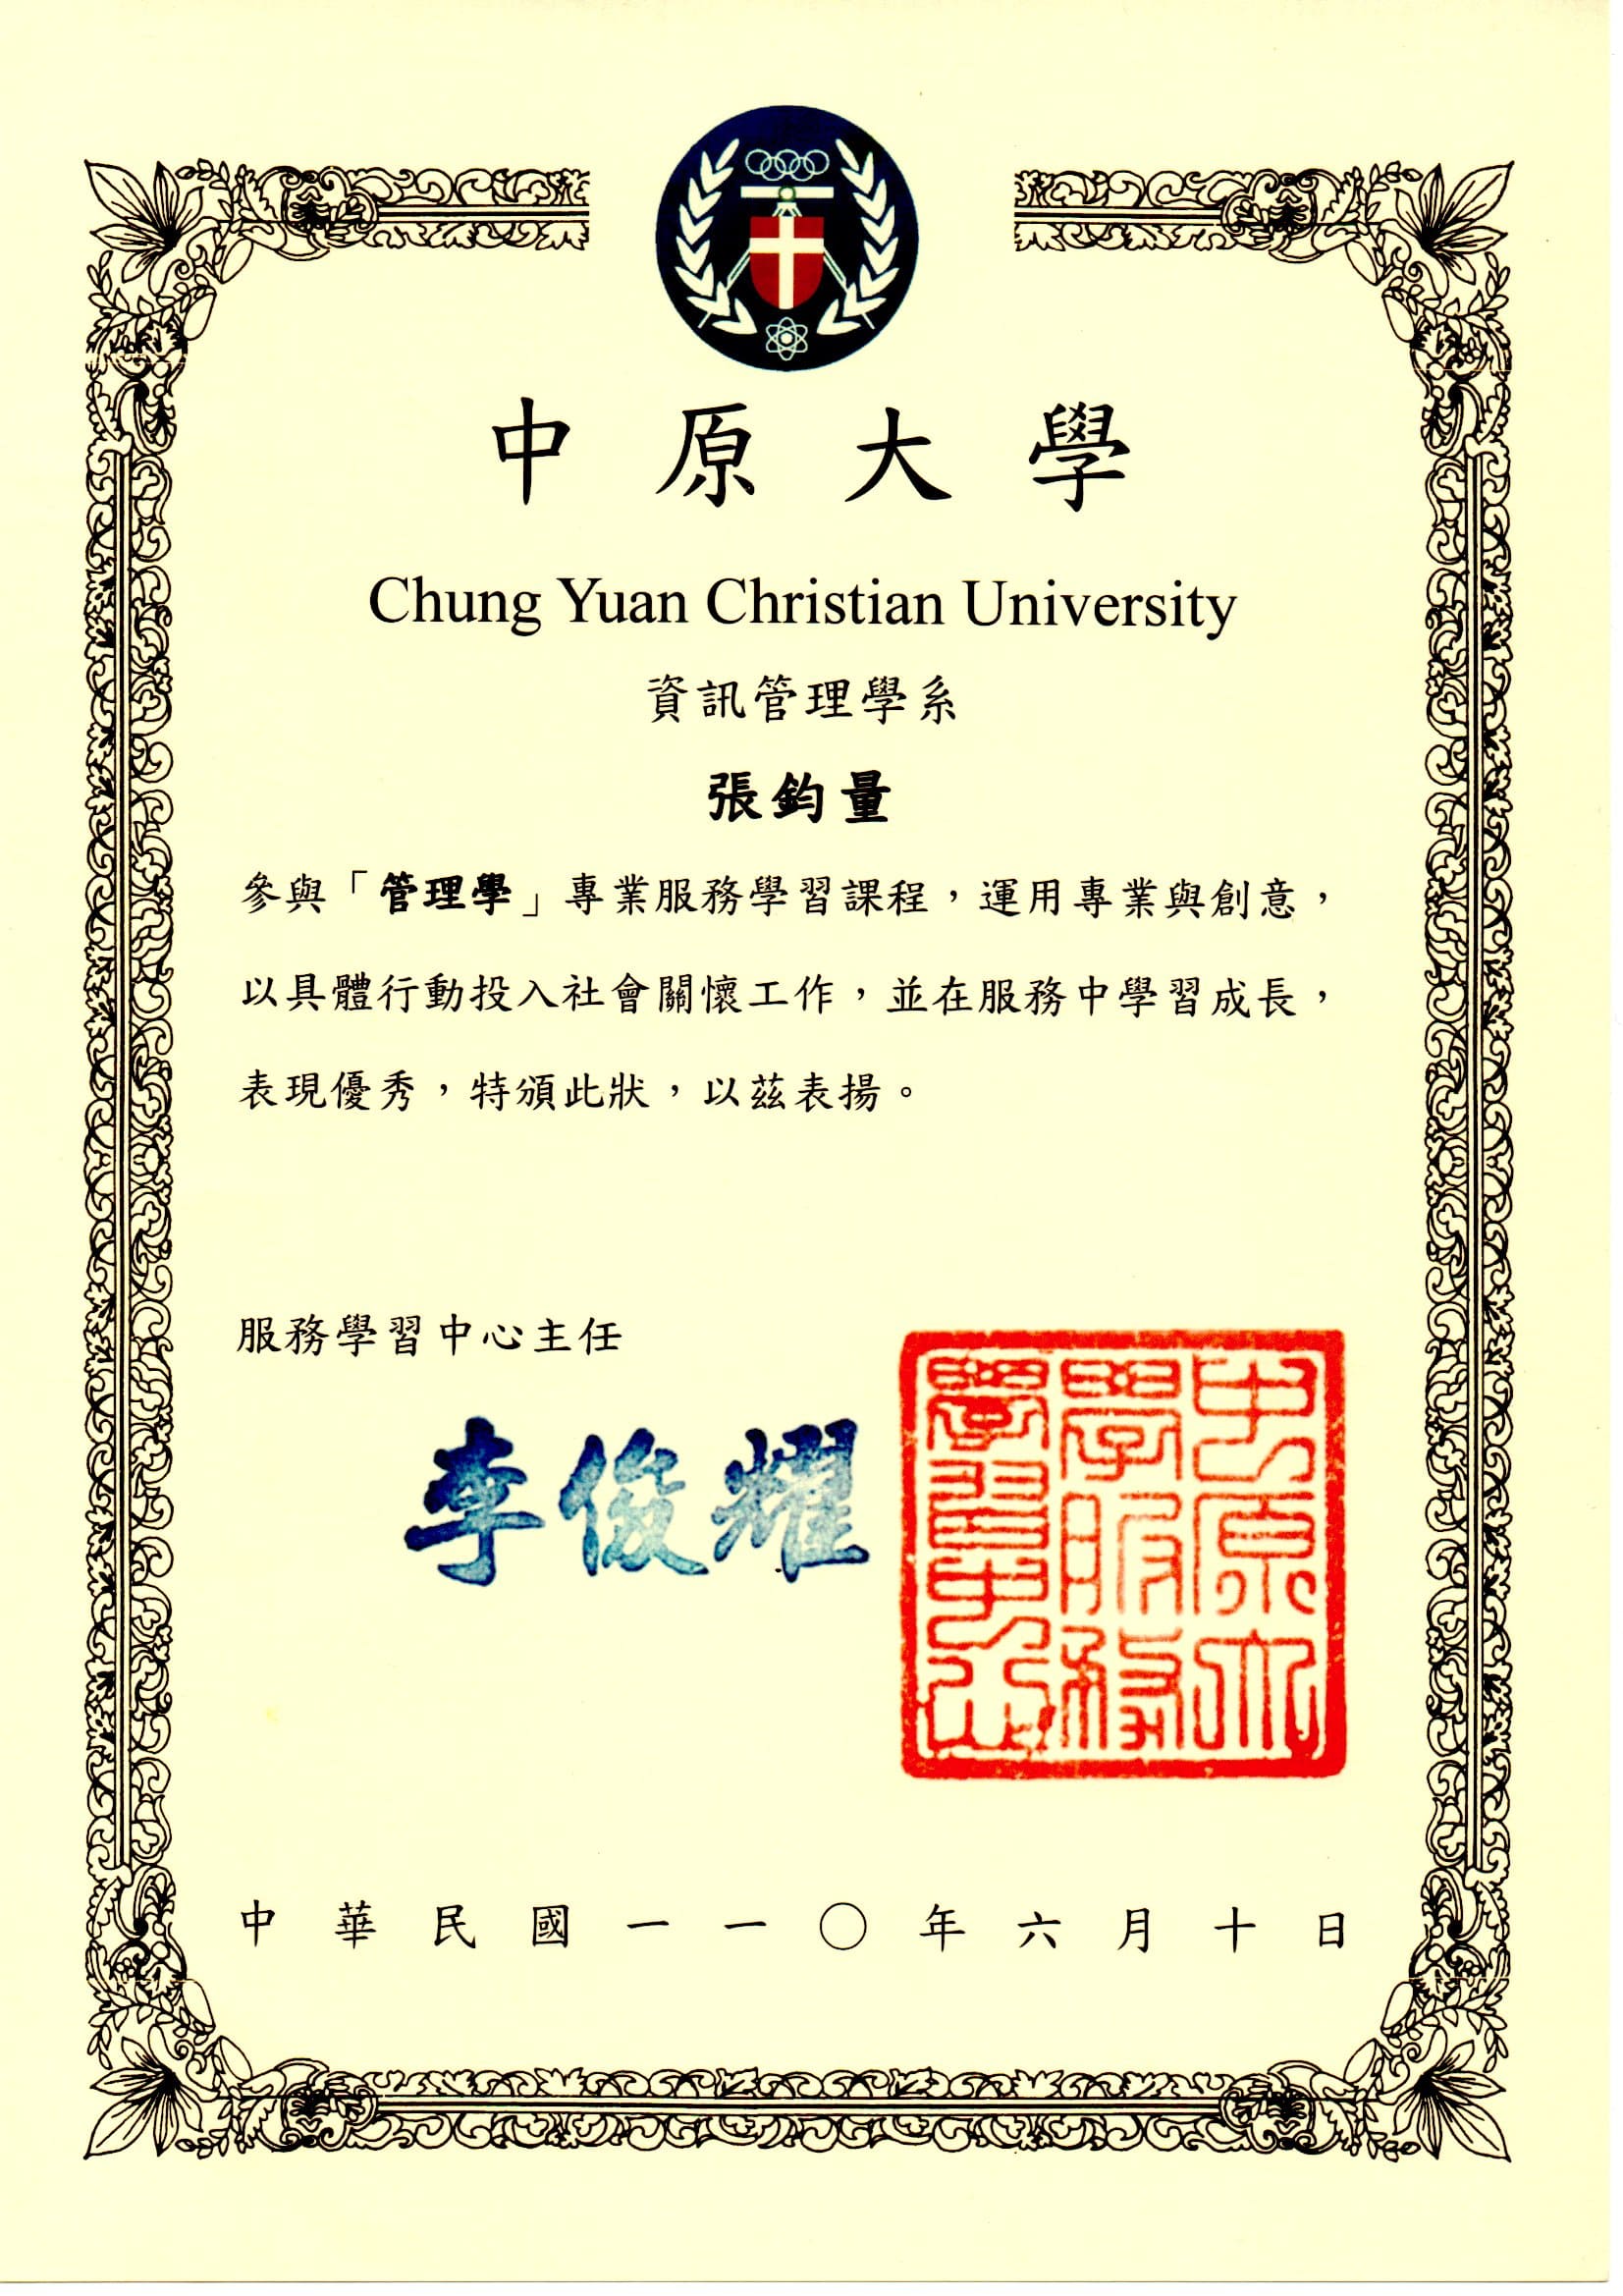 中原大學
Chung Yuan Christian University
資訊管理學系
張鈞量
參與「管理學」專業服務學習課程，運用專業與創意，
以具體行動投入社會關懷工作，並在服務中學習成長，
表現優秀，特頒此狀，以茲表揚。
服務學習中心主任
李俊耀
中原大
學服務
學習中心
中華民國一一〇年六月十日